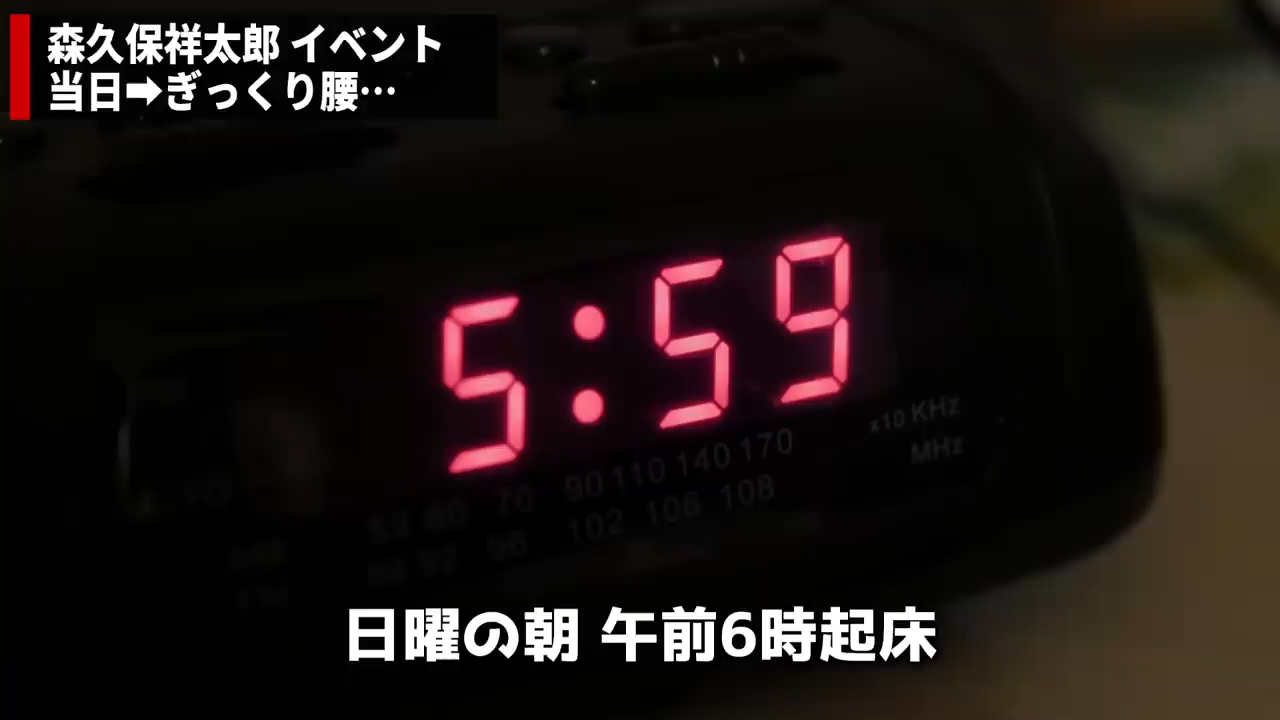 森久保祥太郎 イベント
当日➡ぎっくり腰…
5:59
x10 KHz
70 90 110 140 170
MHz
96 102 106 108
日曜の朝 午前6時起床